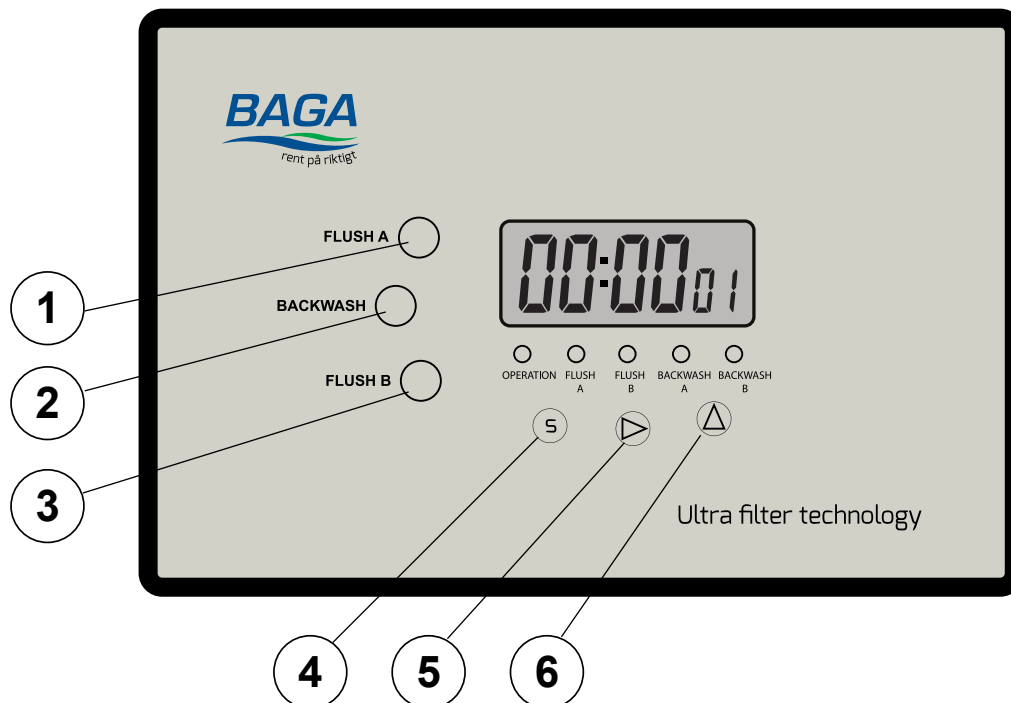 BAGA
rent på riktigt
FLUSH A
BACKWASH
FLUSH B
00:00 01
OPERATION FLUSH A FLUSH B BACKWASH A BACKWASH B
S
Ultra filter technology
1
2
3
4 5 6